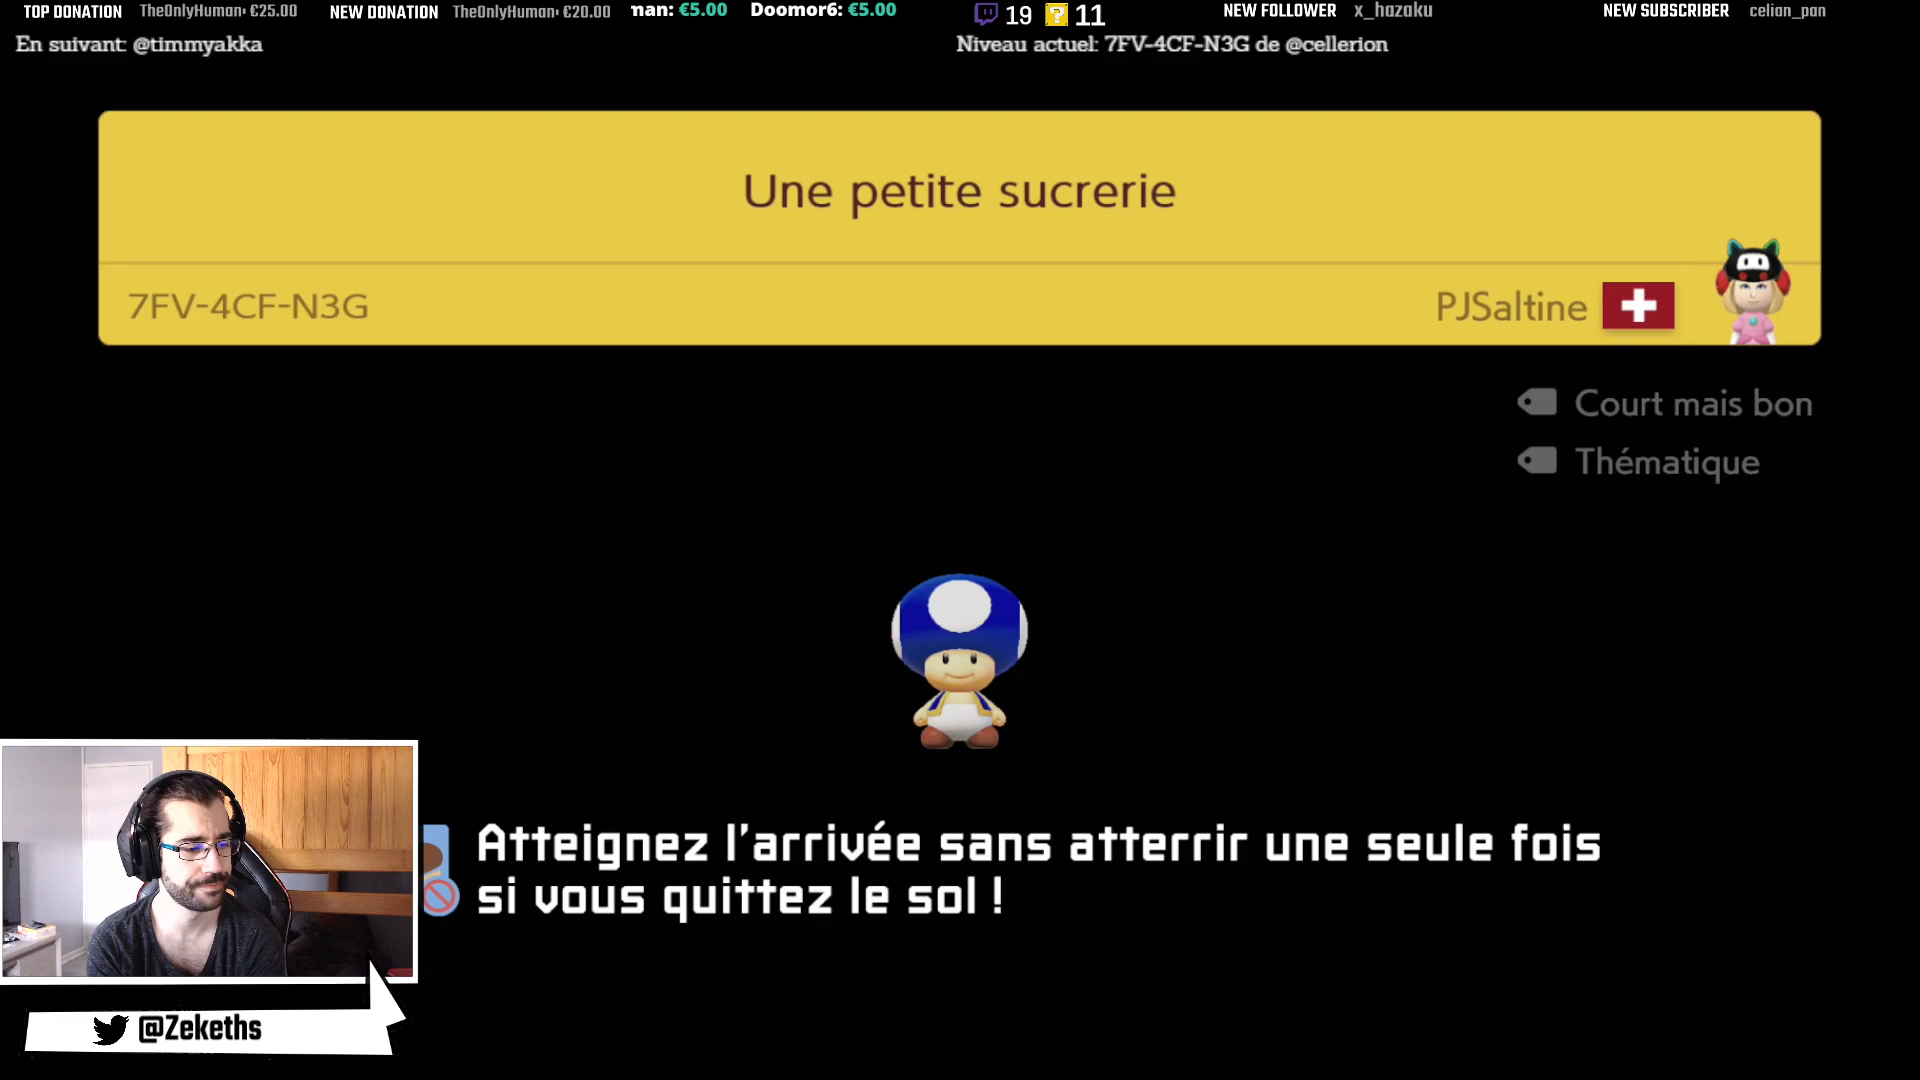 TOP DONATION TheOnlyHuman: €25.00 NEW DONATION TheOnlyHuman: €20.00 man: €5.00 Doomor6: €5.00 19 ? 11 NEW FOLLOWER x_hazaku NEW SUBSCRIBER celian_pan
En suivant: @timmyakka Niveau actuel: 7FV-4CF-N3G de @cellerion
Une petite sucrerie
7FV-4CF-N3G PJSaltine
Court mais bon
Thématique
Atteignez l'arrivée sans atterrir une seule fois
si vous quittez le sol !
@Zekeths